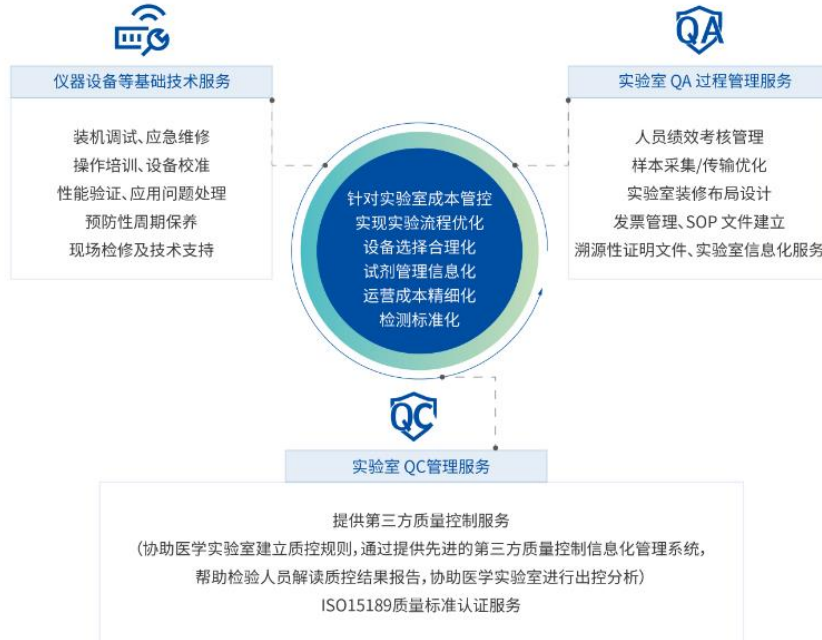 仪器设备等基础技术服务
装机调试、应急维修
操作培训、设备校准
性能验证、应用问题处理
预防性周期保养
现场检修及技术支持
QA
实验室 QA 过程管理服务
人员绩效考核管理
样本采集/传输优化
实验室装修布局设计
发票管理、SOP 文件建立
溯源性证明文件、实验室信息化服务
针对实验室成本管控
实现实验流程优化
设备选择合理化
试剂管理信息化
运营成本精细化
检测标准化
QC
实验室 QC管理服务
提供第三方质量控制服务
(协助医学实验室建立质控规则,通过提供先进的第三方质量控制信息化管理系统,
帮助检验人员解读质控结果报告,协助医学实验室进行出控分析)
ISO15189质量标准认证服务